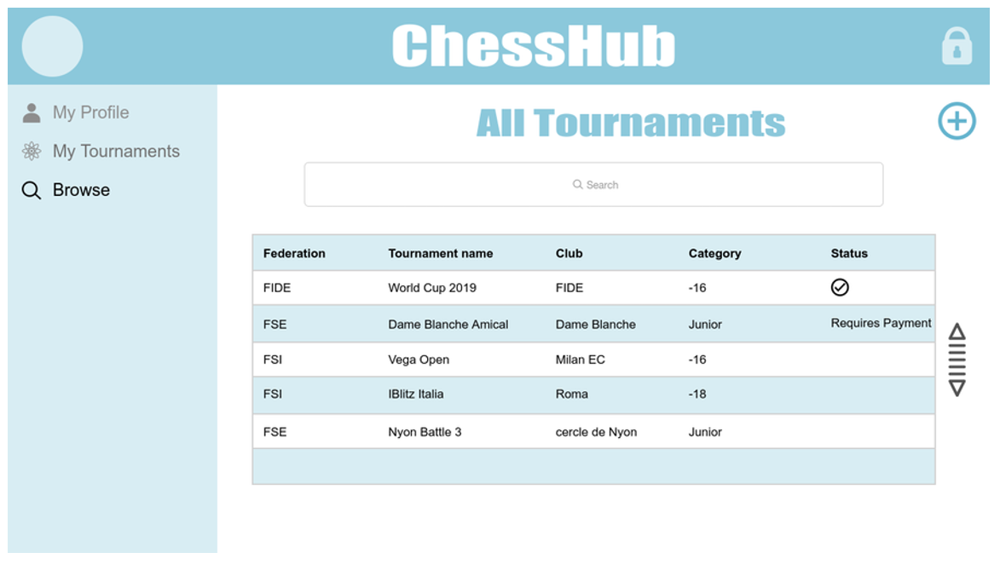 ChessHub
My Profile
My Tournaments
Browse
All Tournaments
Search
Federation Tournament name Club Category Status
FIDE World Cup 2019 FIDE -16
FSE Dame Blanche Amical Dame Blanche Junior Requires Payment
FSI Vega Open Milan EC -16
FSI IBlitz Italia Roma -18
FSE Nyon Battle 3 cercle de Nyon Junior